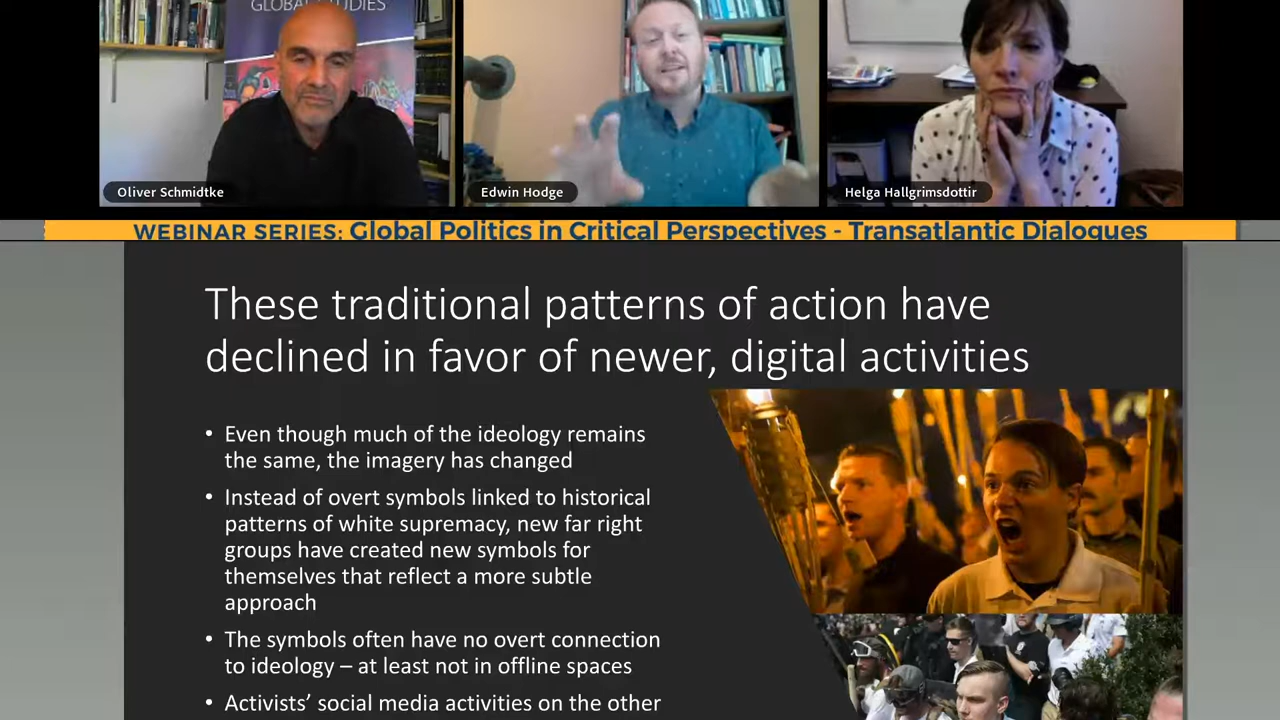 GLOBAL STUDIES
Oliver Schmidtke
Edwin Hodge
Helga Hallgrimsdottir
WEBINAR SERIES: Global Politics in Critical Perspectives - Transatlantic Dialogues
These traditional patterns of action have
declined in favor of newer, digital activities
• Even though much of the ideology remains
the same, the imagery has changed
• Instead of overt symbols linked to historical
patterns of white supremacy, new far right
groups have created new symbols for
themselves that reflect a more subtle
approach
• The symbols often have no overt connection
to ideology – at least not in offline spaces
• Activists’ social media activities on the other